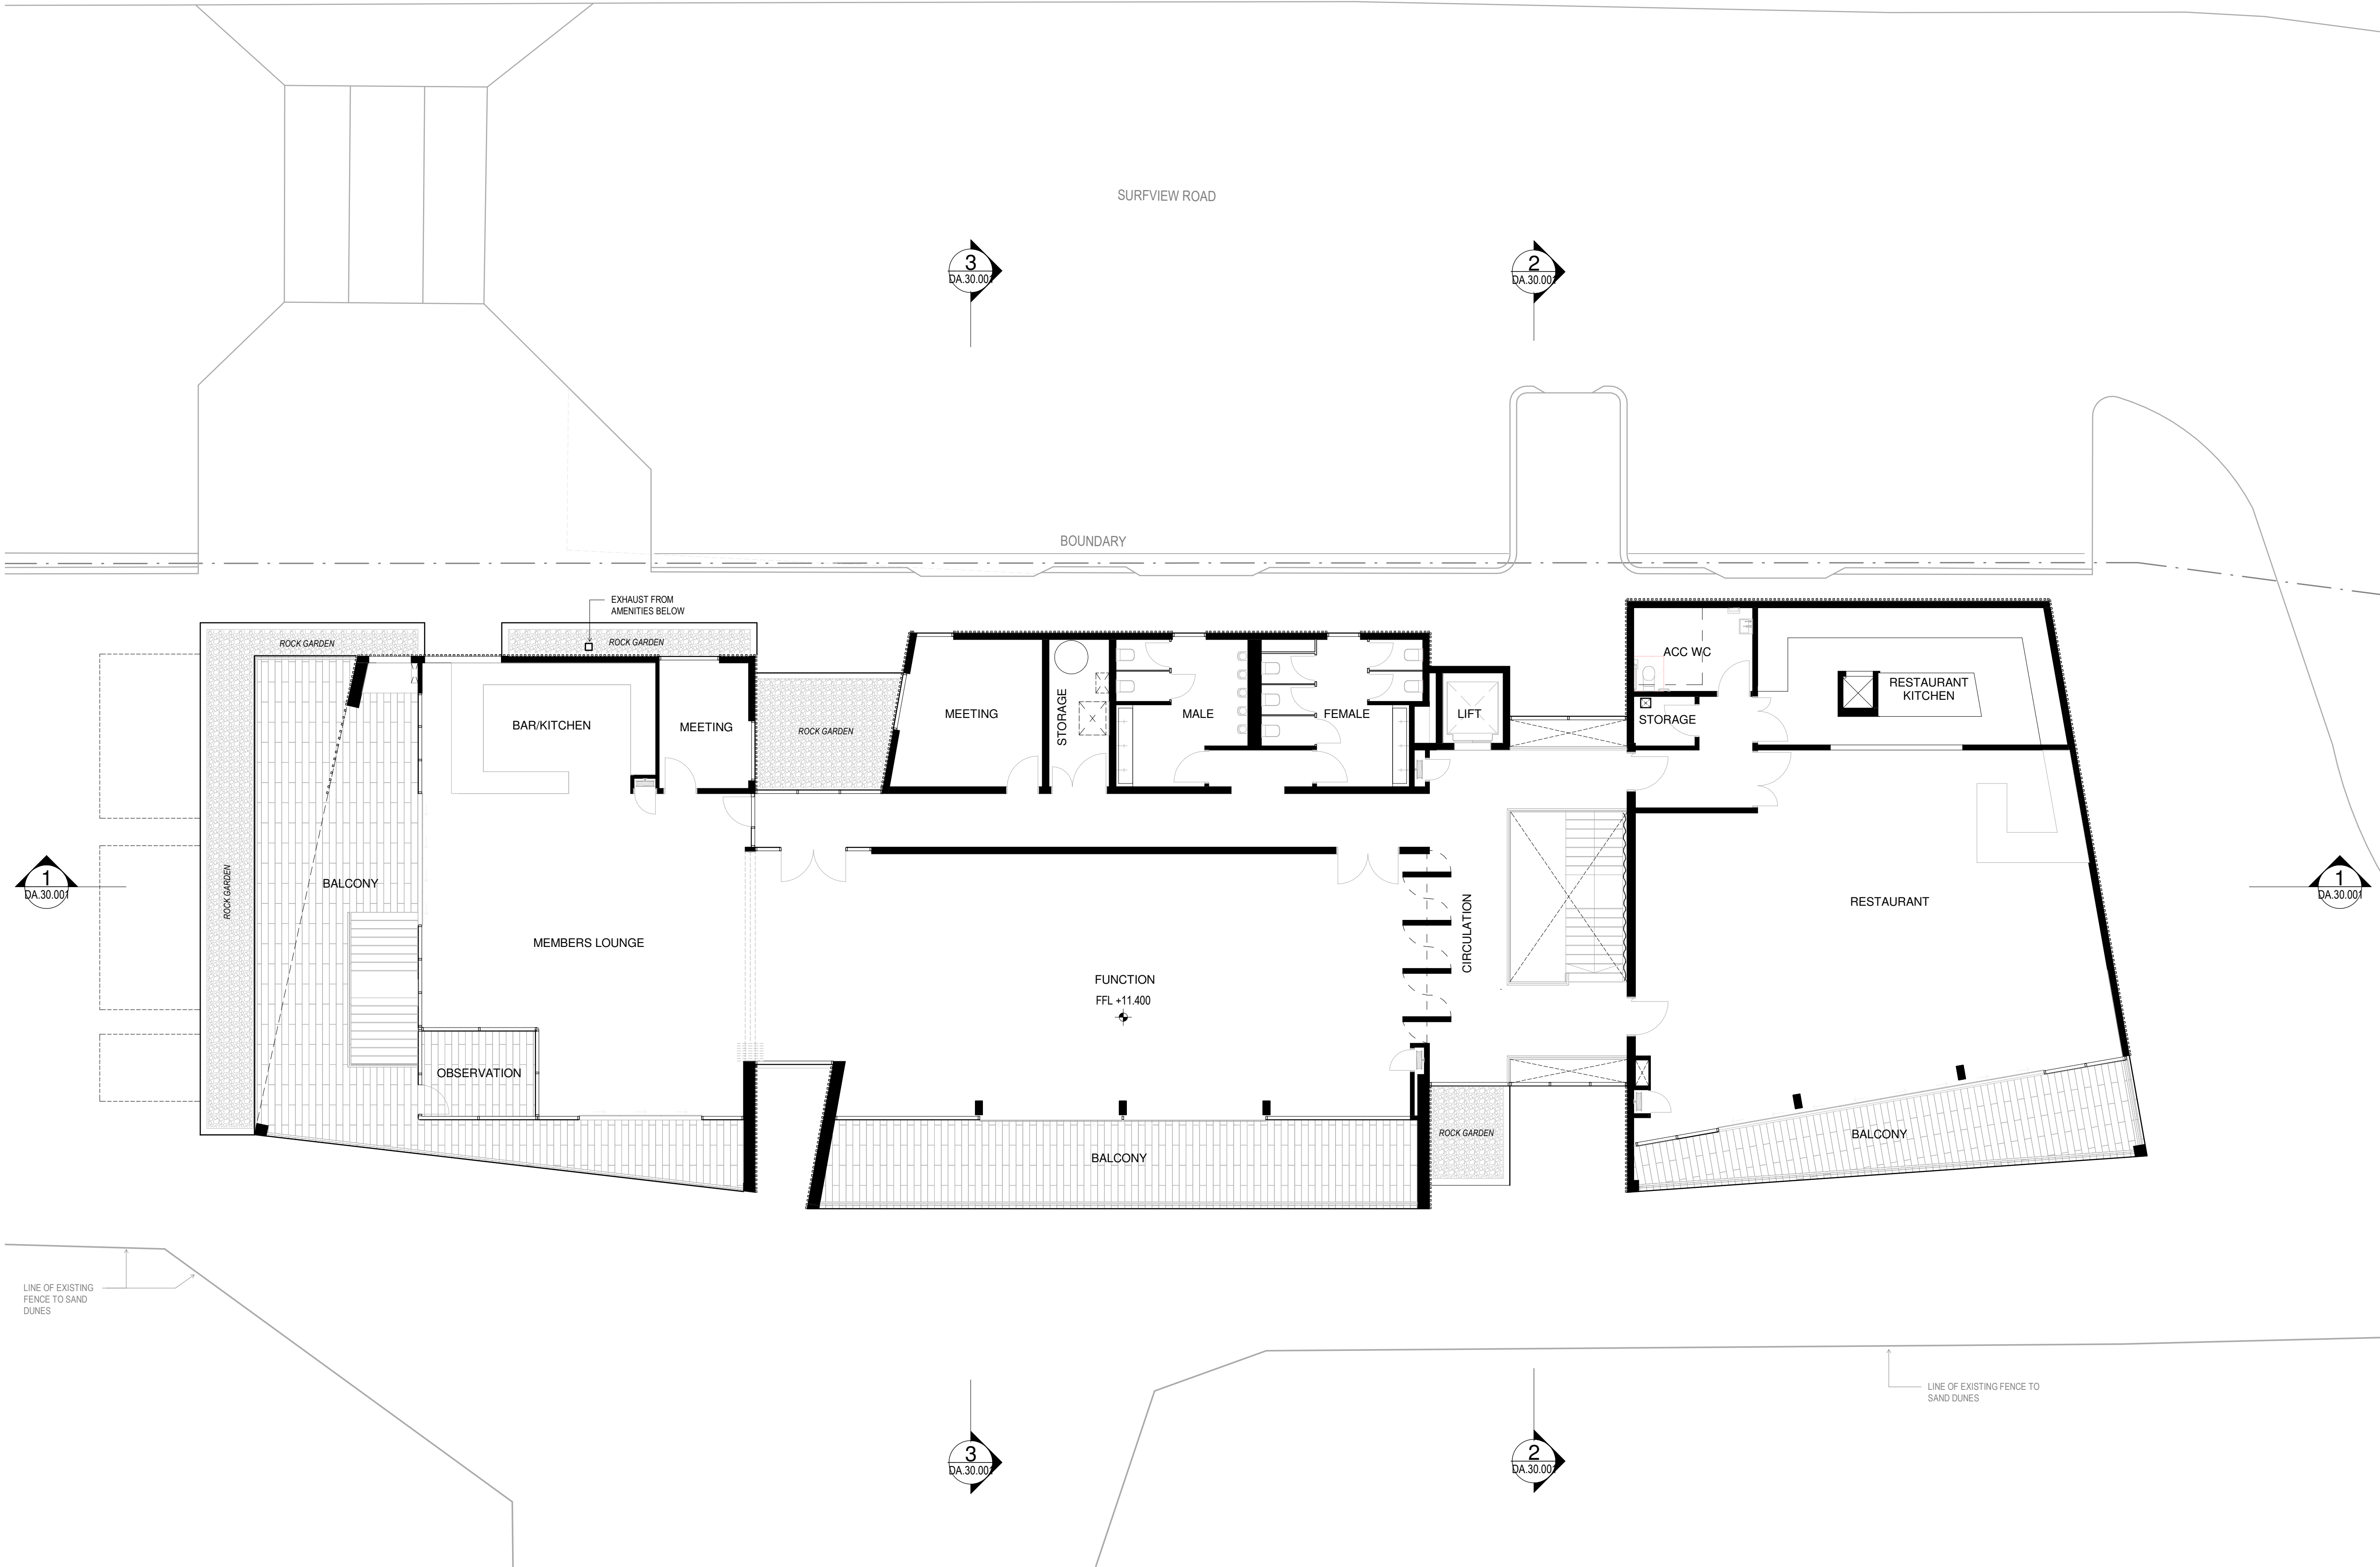 SURFVIEW ROAD
3
DA.30.001
2
DA.30.001
BOUNDARY
EXHAUST FROM
AMENITIES BELOW
ROCK GARDEN
ROCK GARDEN
ACC WC
RESTAURANT
KITCHEN
BAR/KITCHEN
MEETING
ROCK GARDEN
MEETING
STORAGE
MALE
FEMALE
LIFT
STORAGE
1
DA.30.001
ROCK GARDEN
BALCONY
MEMBERS LOUNGE
FUNCTION
FFL +11.400
CIRCULATION
RESTAURANT
1
DA.30.001
OBSERVATION
BALCONY
ROCK GARDEN
BALCONY
LINE OF EXISTING
FENCE TO SAND
DUNES
LINE OF EXISTING FENCE TO
SAND DUNES
3
DA.30.001
2
DA.30.001